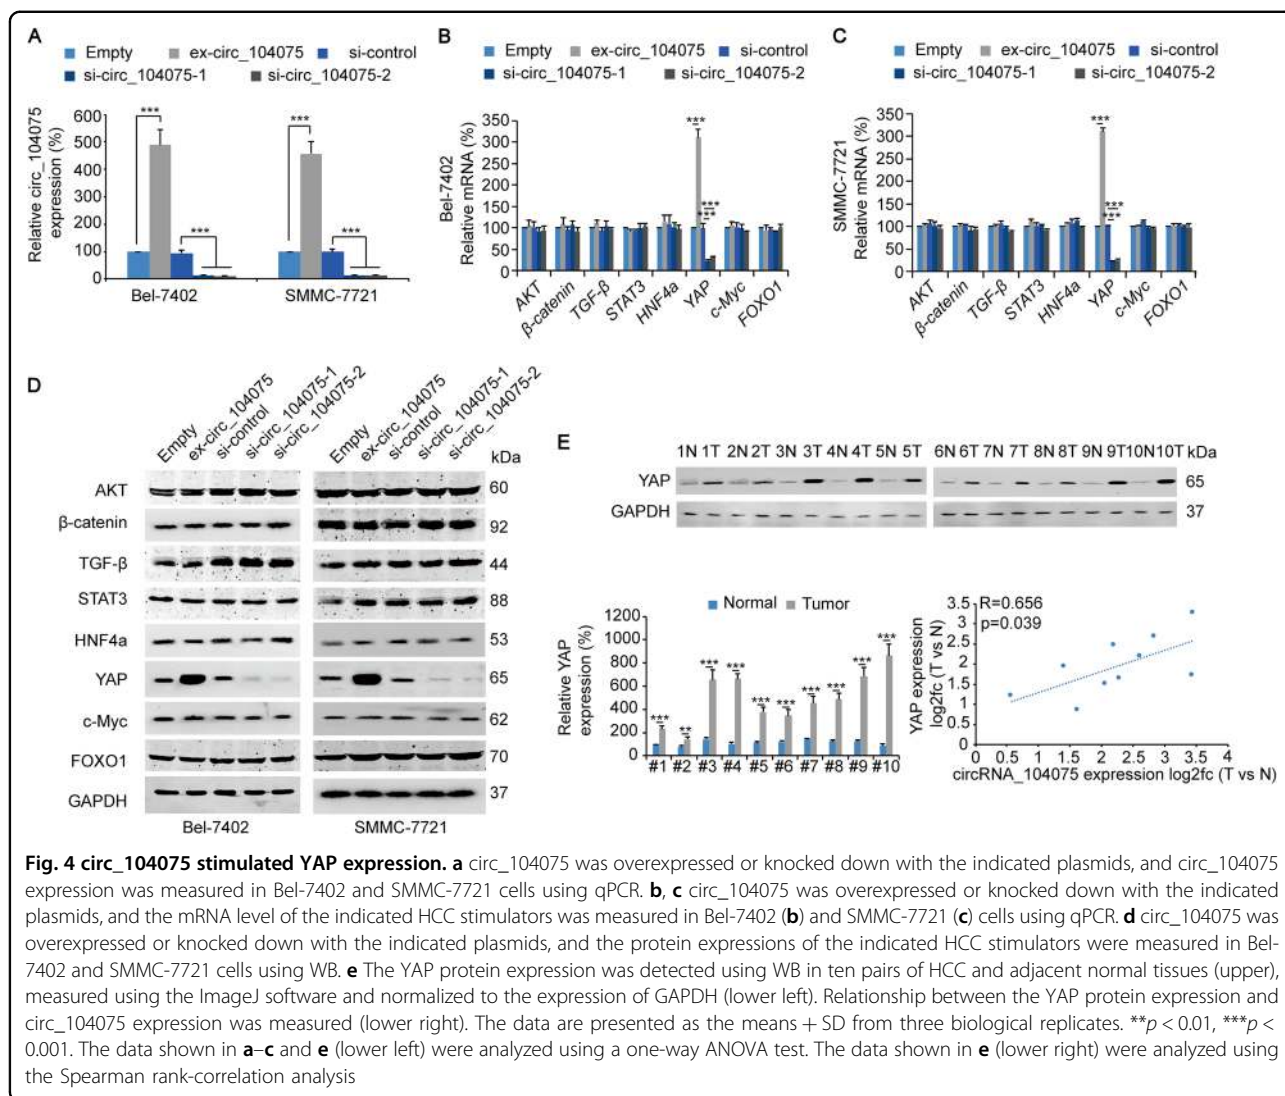 A
Empty ex-circ_104075 si-control
si-circ_104075-1 si-circ_104075-2
Relative circ_104075
expression (%)
600
500
400
300
200
100
0
***
***
***
***
Bel-7402 SMMC-7721
B
Empty ex-circ_104075 si-control
si-circ_104075-1 si-circ_104075-2
Bel-7402
Relative mRNA (%)
350
300
250
200
150
100
50
0
***
***
***
AKT β-catenin TGF-β STAT3 HNF4a YAP c-Myc FOXO1
C
Empty ex-circ_104075 si-control
si-circ_104075-1 si-circ_104075-2
SMMC-7721
Relative mRNA (%)
350
300
250
200
150
100
50
0
***
***
***
AKT β-catenin TGF-β STAT3 HNF4a YAP c-Myc FOXO1
D
Empty ex-circ_104075 si-control si-circ_104075-1 si-circ_104075-2
Empty ex-circ_104075 si-control si-circ_104075-1 si-circ_104075-2
kDa
AKT 60
β-catenin 92
TGF-β 44
STAT3 88
HNF4a 53
YAP 65
c-Myc 62
FOXO1 70
GAPDH 37
Bel-7402 SMMC-7721
E
1N 1T 2N 2T 3N 3T 4N 4T 5N 5T 6N 6T 7N 7T 8N 8T 9N 9T10N10T kDa
YAP 65
GAPDH 37
Normal Tumor
Relative YAP
expression (%)
1200
1000
800
600
400
200
0
*** ** *** *** *** *** *** *** *** ***
#1 #2 #3 #4 #5 #6 #7 #8 #9 #10
R=0.656
p=0.039
YAP expression
log2fc (T vs N)
3.5
3
2.5
2
1.5
1
0.5
0
0 0.5 1 1.5 2 2.5 3 3.5 4
circRNA_104075 expression log2fc (T vs N)
Fig. 4 circ_104075 stimulated YAP expression. a circ_104075 was overexpressed or knocked down with the indicated plasmids, and circ_104075
expression was measured in Bel-7402 and SMMC-7721 cells using qPCR. b, c circ_104075 was overexpressed or knocked down with the indicated
plasmids, and the mRNA level of the indicated HCC stimulators was measured in Bel-7402 (b) and SMMC-7721 (c) cells using qPCR. d circ_104075 was
overexpressed or knocked down with the indicated plasmids, and the protein expressions of the indicated HCC stimulators were measured in Bel-
7402 and SMMC-7721 cells using WB. e The YAP protein expression was detected using WB in ten pairs of HCC and adjacent normal tissues (upper),
measured using the ImageJ software and normalized to the expression of GAPDH (lower left). Relationship between the YAP protein expression and
circ_104075 expression was measured (lower right). The data are presented as the means + SD from three biological replicates. **p < 0.01, ***p <
0.001. The data shown in a–c and e (lower left) were analyzed using a one-way ANOVA test. The data shown in e (lower right) were analyzed using
the Spearman rank-correlation analysis